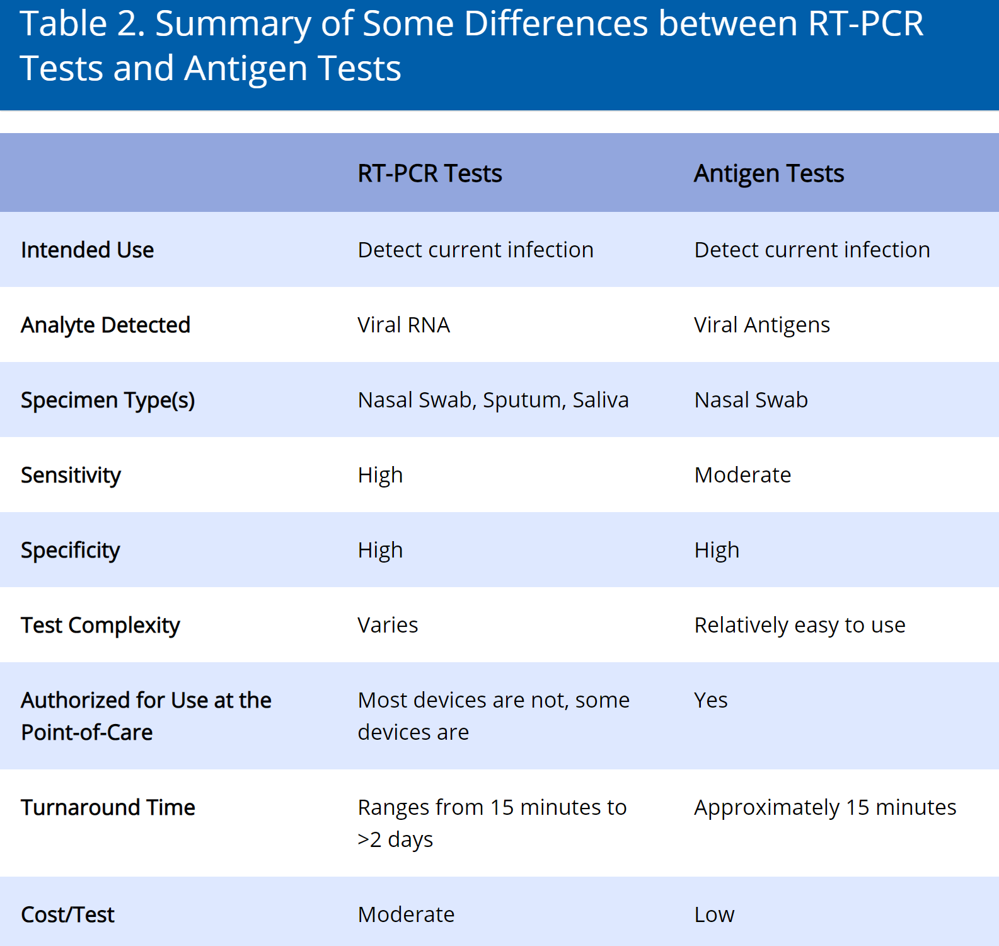 Table 2. Summary of Some Differences between RT-PCR
Tests and Antigen Tests
RT-PCR Tests Antigen Tests
Intended Use Detect current infection Detect current infection
Analyte Detected Viral RNA Viral Antigens
Specimen Type(s) Nasal Swab, Sputum, Saliva Nasal Swab
Sensitivity High Moderate
Specificity High High
Test Complexity Varies Relatively easy to use
Authorized for Use at the Most devices are not, some Yes
Point-of-Care devices are
Turnaround Time Ranges from 15 minutes to Approximately 15 minutes
>2 days
Cost/Test Moderate Low